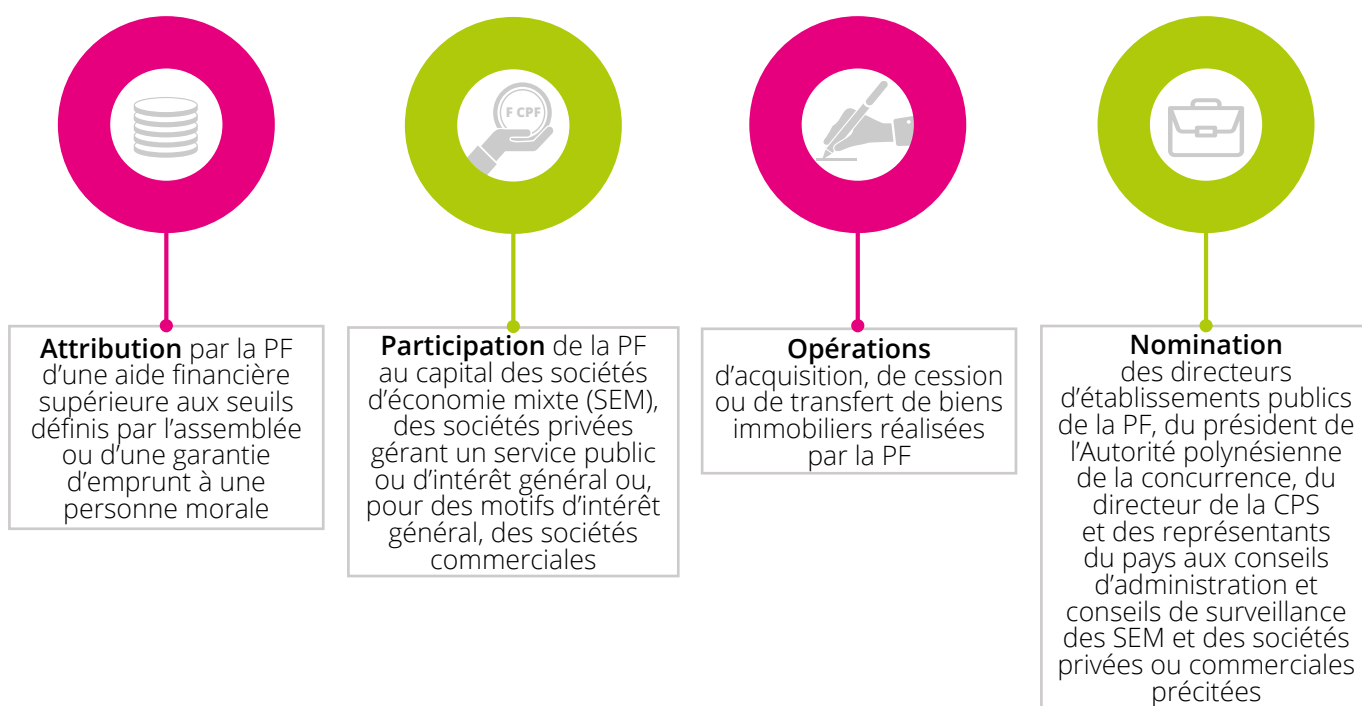 F CPF
Attribution par la PF
d'une aide financière
supérieure aux seuils
définis par l'assemblée
ou d'une garantie
d'emprunt à une
personne morale
Participation de la PF
au capital des sociétés
d'économie mixte (SEM),
des sociétés privées
gérant un service public
ou d'intérêt général ou,
pour des motifs d'intérêt
général, des sociétés
commerciales
Opérations
d'acquisition, de cession
ou de transfert de biens
immobiliers réalisées
par la PF
Nomination
des directeurs
d'établissements publics
de la PF, du président de
l'Autorité polynésienne
de la concurrence, du
directeur de la CPS
et des représentants
du pays aux conseils
d'administration et
conseils de surveillance
des SEM et des sociétés
privées ou commerciales
précitées